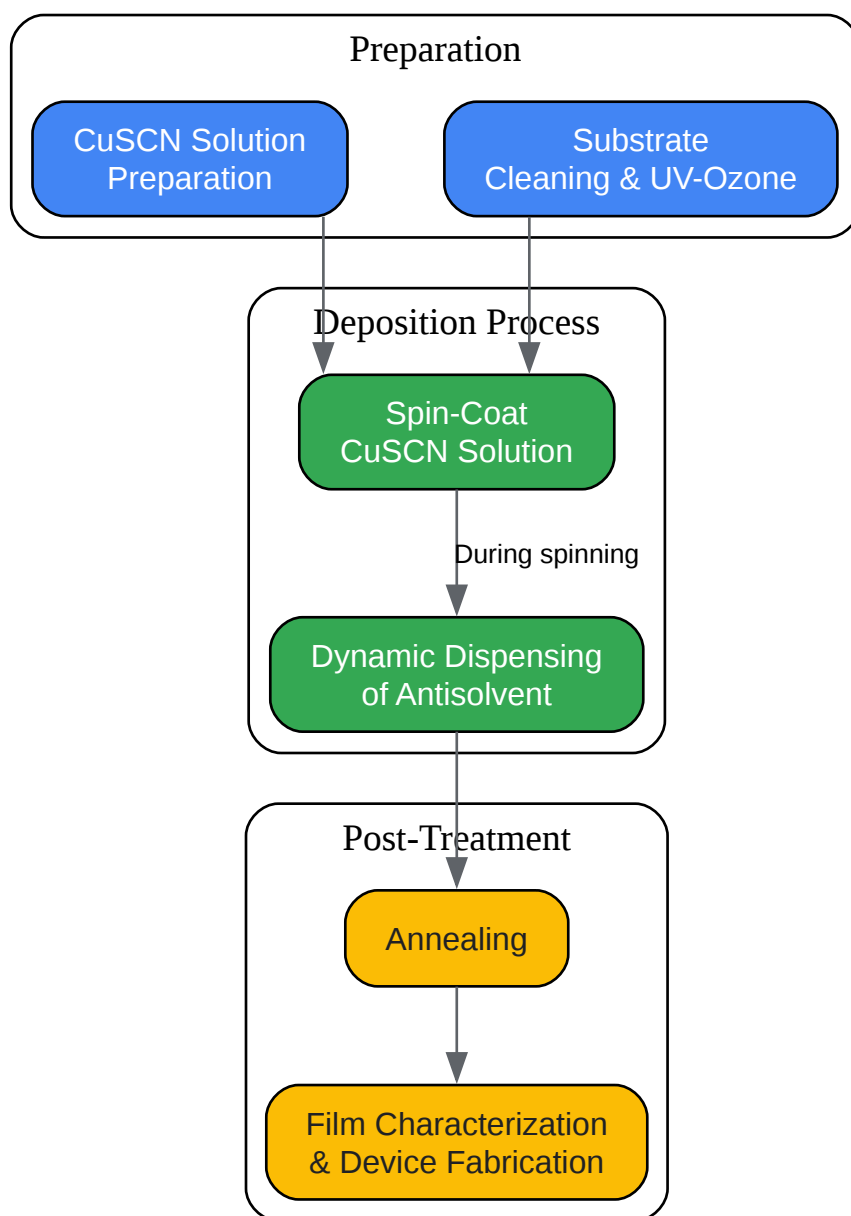 Preparation
CuSCN Solution
Preparation
Substrate
Cleaning & UV-Ozone
Deposition Process
Spin-Coat
CuSCN Solution
During spinning
Dynamic Dispensing
of Antisolvent
Post-Treatment
Annealing
Film Characterization
& Device Fabrication